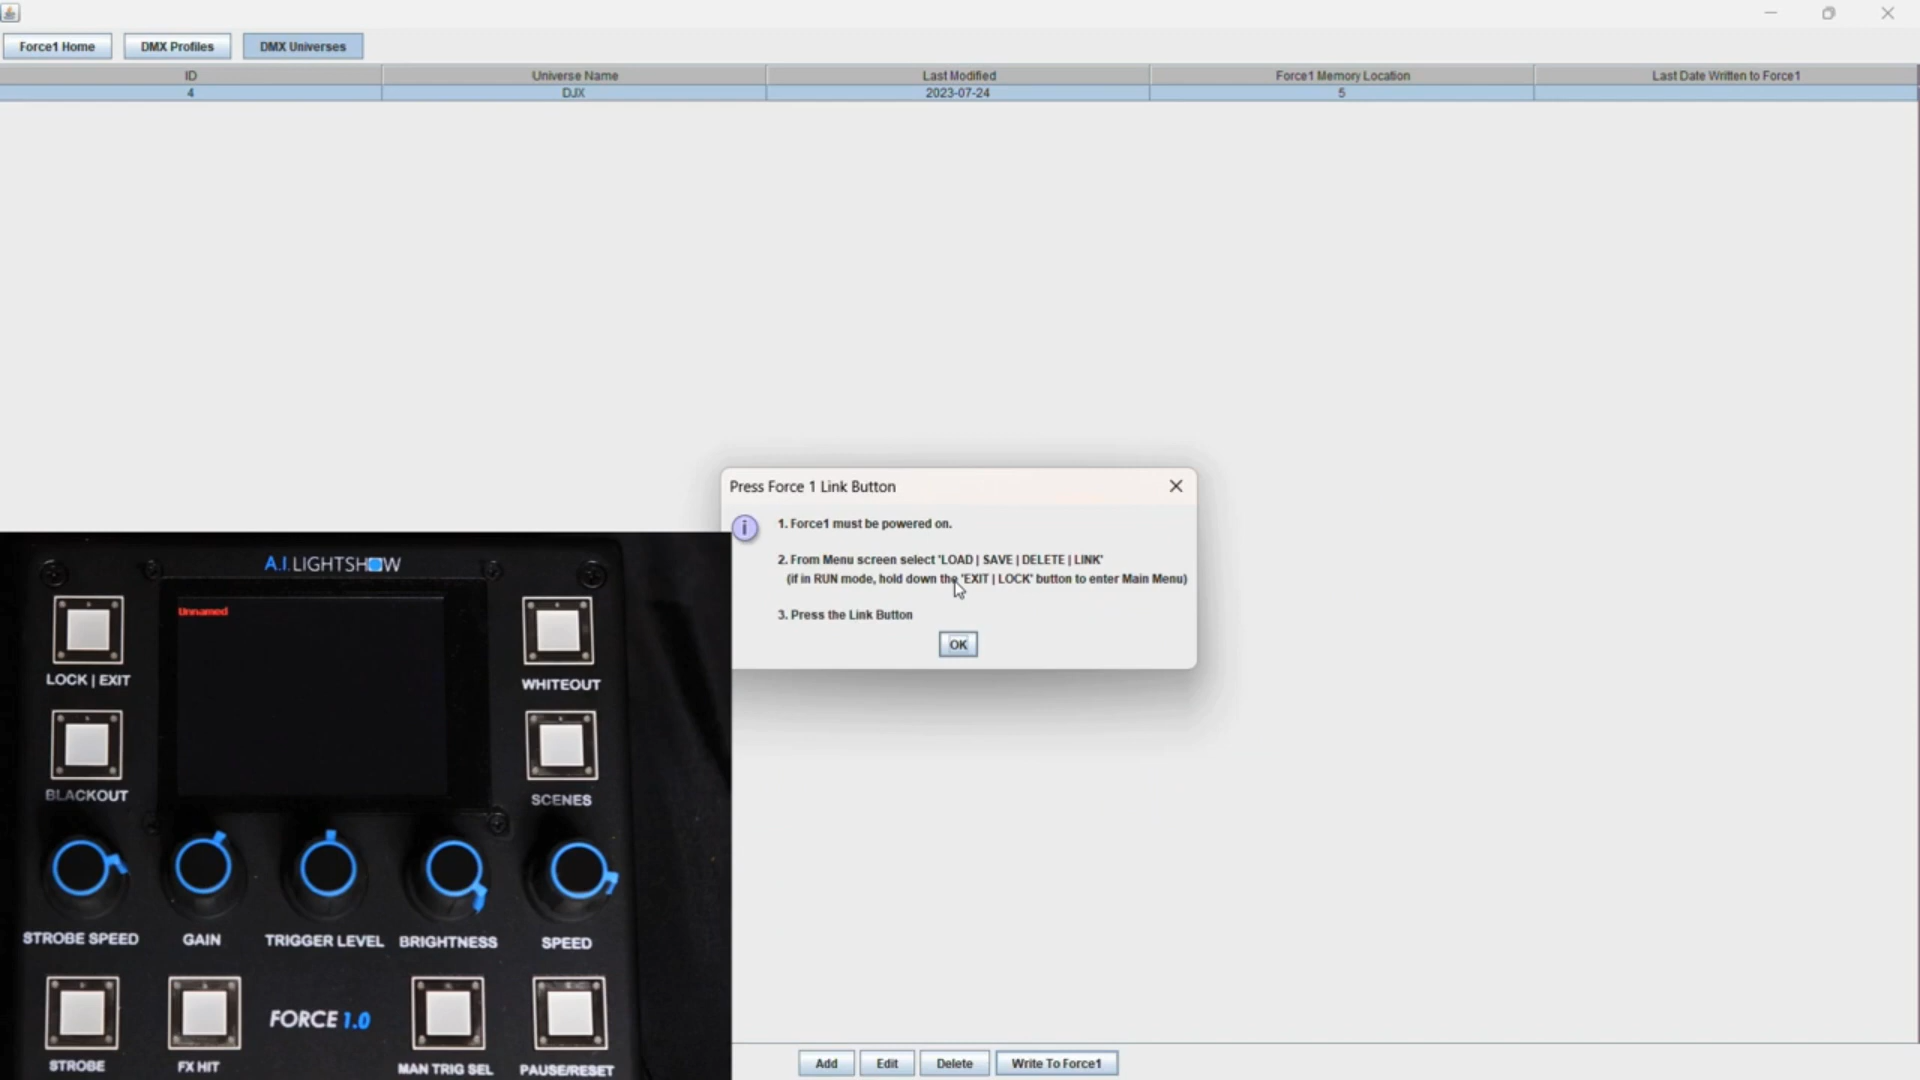 Force1 Home DMX Profiles DMX Universes
ID Universe Name Last Modified Force1 Memory Location Last Date Written to Force1
4 DJX 2023-07-24 5
Press Force 1 Link Button
1. Force1 must be powered on.
2. From Menu screen select 'LOAD | SAVE | DELETE | LINK'
(if in RUN mode, hold down the 'EXIT | LOCK' button to enter Main Menu)
3. Press the Link Button
OK
A.I.LIGHTSHOW
Unnamed
LOCK | EXIT WHITEOUT
BLACKOUT SCENES
STROBE SPEED GAIN TRIGGER LEVEL BRIGHTNESS SPEED
FORCE 1.0
STROBE FX HIT MAN TRIG SEL PAUSE/RESET
Add Edit Delete Write To Force1